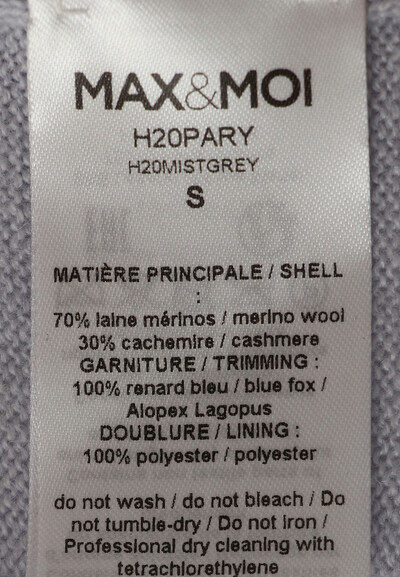 MAX&MOI
H20PARY
H20MISTGREY
S
MATIÈRE PRINCIPALE / SHELL
:
70% laine mérinos / merino wool
30% cachemire / cashmere
GARNITURE / TRIMMING :
100% renard bleu / blue fox /
Alopex Lagopus
DOUBLURE / LINING :
100% polyester / polyester
do not wash / do not bleach / Do
not tumble-dry / Do not iron /
Professional dry cleaning with
tetrachlorethylene